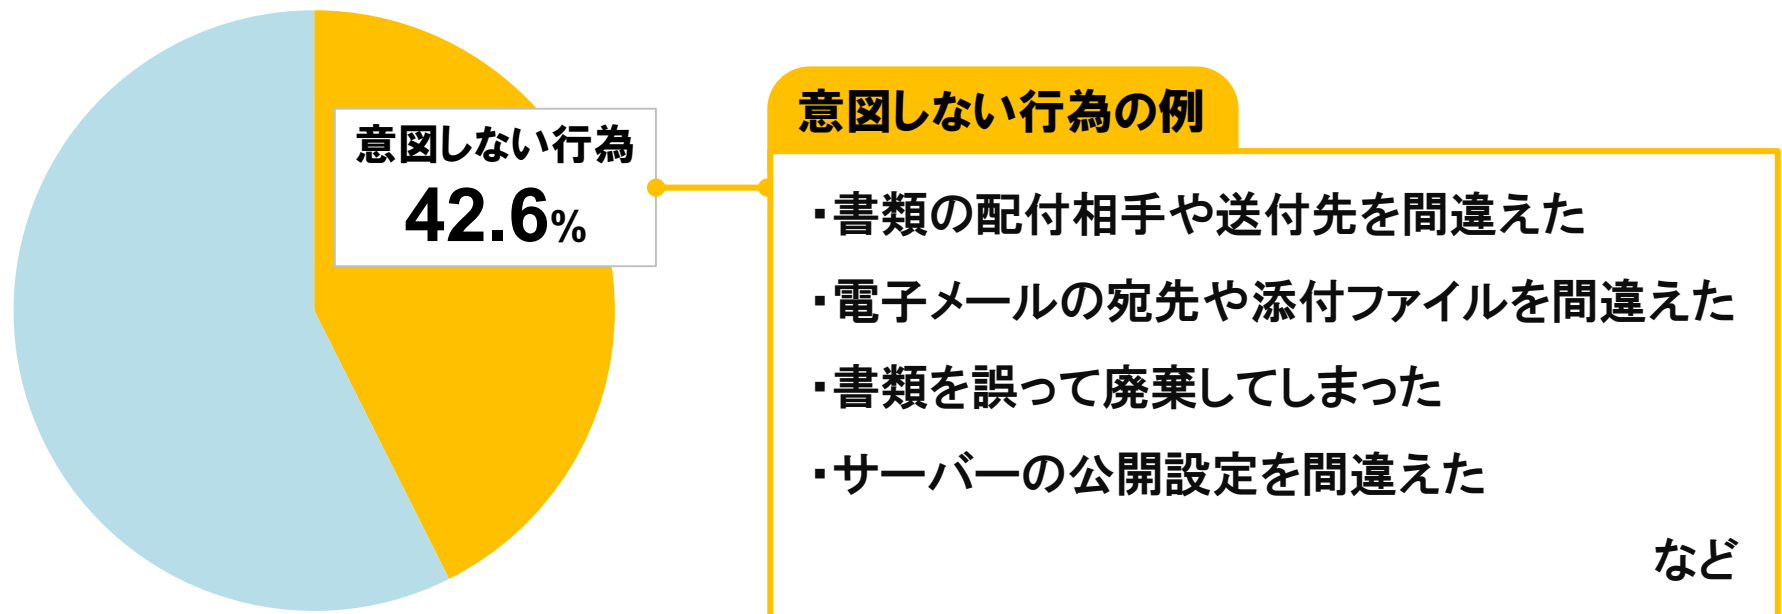 意図しない行為
42.6%
意図しない行為の例
・書類の配付相手や送付先を間違えた
・電子メールの宛先や添付ファイルを間違えた
・書類を誤って廃棄してしまった
・サーバーの公開設定を間違えた
など